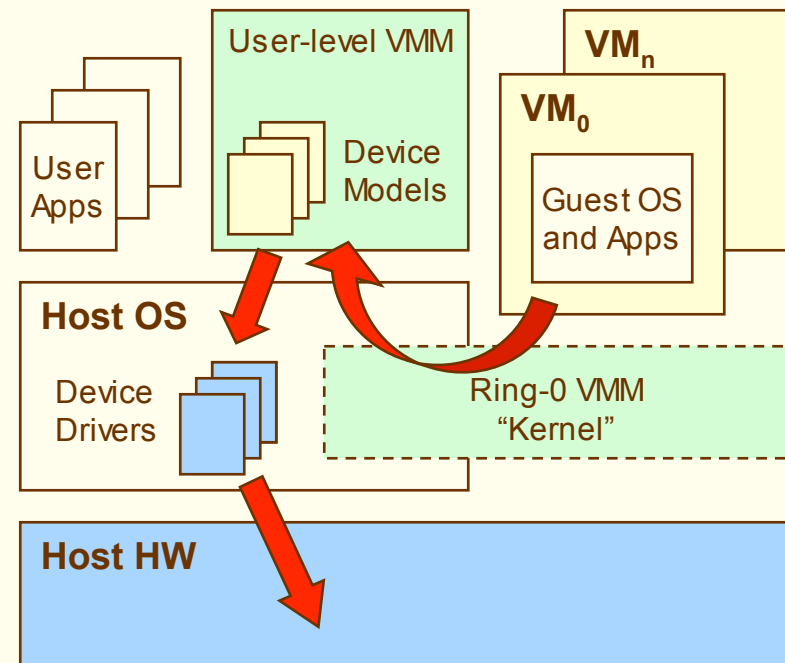 User-level VMM
VMₙ
VM₀
User
Apps
Device
Models
Guest OS
and Apps
Host OS
Device
Drivers
Ring-0 VMM
“Kernel”
Host HW